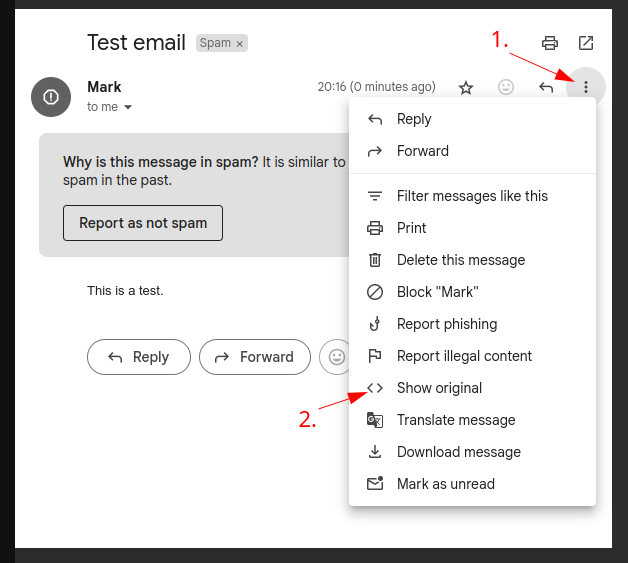 Test email Spam ×
1.
Mark 20:16 (0 minutes ago)
to me
Why is this message in spam? It is similar to
spam in the past.
Report as not spam
This is a test.
Reply Forward
Reply
Forward
Filter messages like this
Print
Delete this message
Block "Mark"
Report phishing
Report illegal content
Show original
2.
Translate message
Download message
Mark as unread